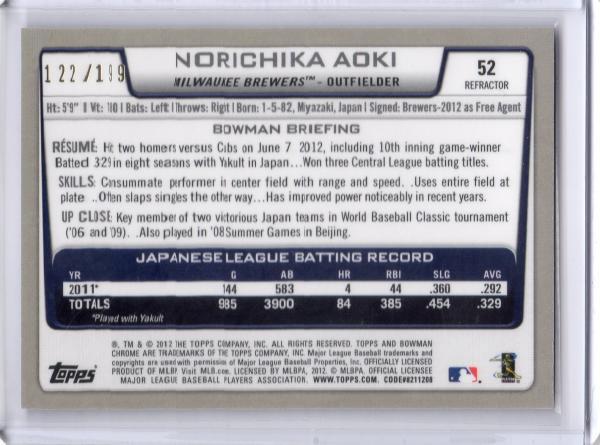 122/199
NORICHIKA AOKI
MILWAUKEE BREWERS™ - OUTFIELDER
52
REFRACTOR
Ht: 5'9" Wt: Bats: Left Throws: Right Born: 1-5-82, Miyazaki, Japan | Signed: Brewers-2012 as Free Agent
BOWMAN BRIEFING
RÉSUMÉ: Hit two homers versus Cubs on June 7 2012, including 10th inning game-winner
Batted .329 in eight seasons with Yakult in Japan...Won three Central League batting titles.
SKILLS: Consummate performer in center field with range and speed. ..Uses entire field at
plate ...Often slaps singles the other way...Has improved power noticeably in recent years.
UP CLOSE: Key member of two victorious Japan teams in World Baseball Classic tournament
('06 and '09). ..Also played in '08 Summer Games in Beijing.
JAPANESE LEAGUE BATTING RECORD
YR G AB HR RBI SLG AVG
2011* 144 583 4 44 .360 .292
TOTALS 985 3900 84 385 .454 .329
*Played with Yakult
®, TM & © 2012 THE TOPPS COMPANY, INC. ALL RIGHTS RESERVED. TOPPS AND BOWMAN
CHROME ARE TRADEMARKS OF THE TOPPS COMPANY, INC. Major League Baseball trademarks and
copyrights are used with permission of Major League Baseball Properties, Inc. OFFICIALLY LICENSED
PRODUCT OF MLBP. Visit MLB.com. LICENSED BY MLBPA, 2012. © MLBPA. OFFICIAL LICENSEE
MAJOR LEAGUE BASEBALL PLAYERS ASSOCIATION. WWW.TOPPS.COM. CODE#8211208
TOPPS